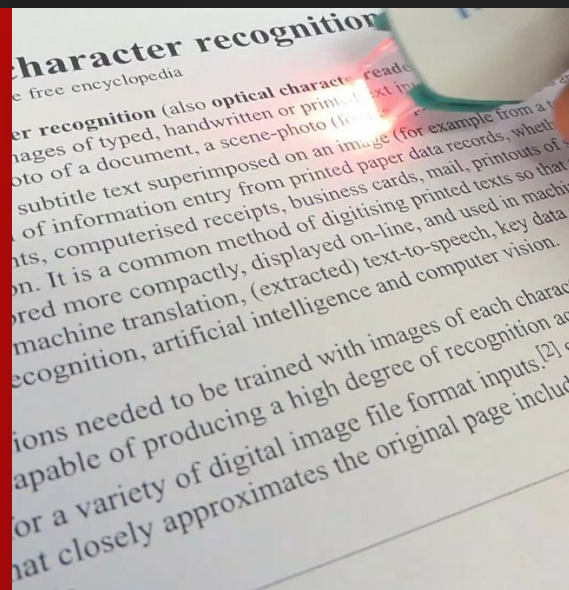 character recognition
e free encyclopedia
er recognition (also optical characte reade
mages of typed, handwritten or print
oto of a document, a scene-photo
subtitle text superimposed on an image (for example from a
of information entry from printed paper data records, wheth
nts, computerised receipts, business cards, mail, printouts of
on. It is a common method of digitising printed texts so that
ored more compactly, displayed on-line, and used in machin
machine translation, (extracted) text-to-speech, key data
ecognition, artificial intelligence and computer vision.
ions needed to be trained with images of each charac
apable of producing a high degree of recognition ac
for a variety of digital image file format inputs.[2]
hat closely approximates the original page includ